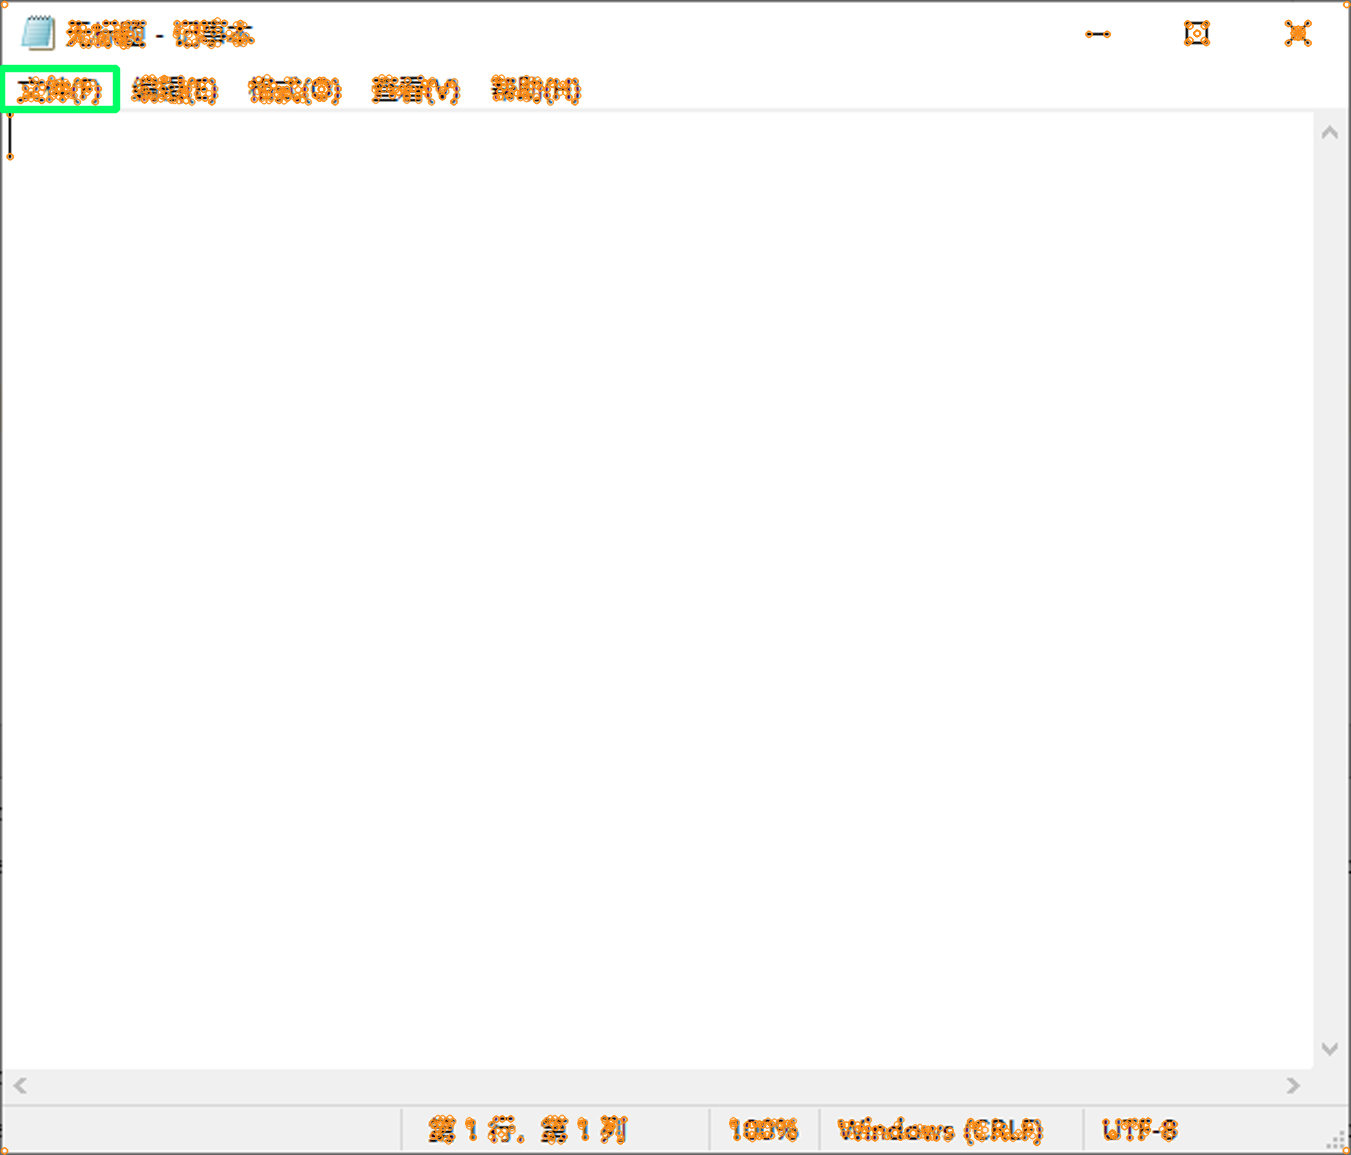 无标题 - 记事本
文件(F) 编辑(E) 格式(O) 查看(V) 帮助(H)
第 1 行，第 1 列 100% Windows (CRLF) UTF-8